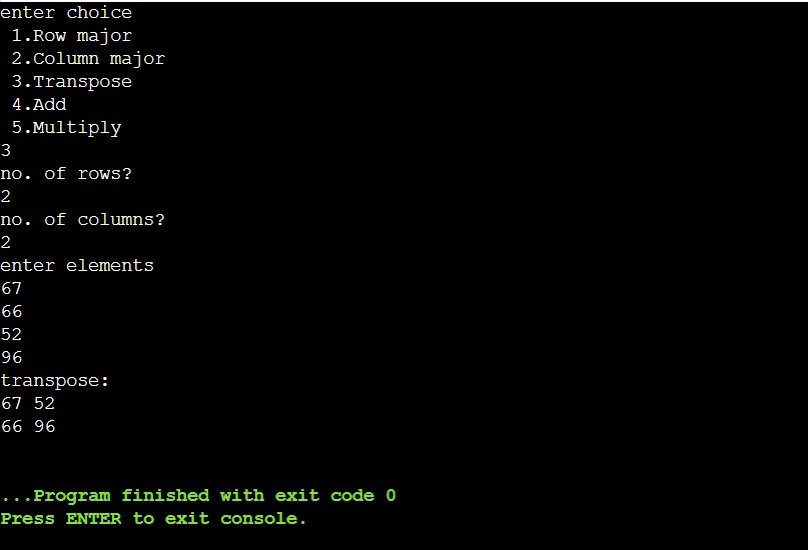 enter choice
1.Row major
2.Column major
3.Transpose
4.Add
5.Multiply
3
no. of rows?
2
no. of columns?
2
enter elements
67
66
52
96
transpose:
67 52
66 96
...Program finished with exit code 0
Press ENTER to exit console.